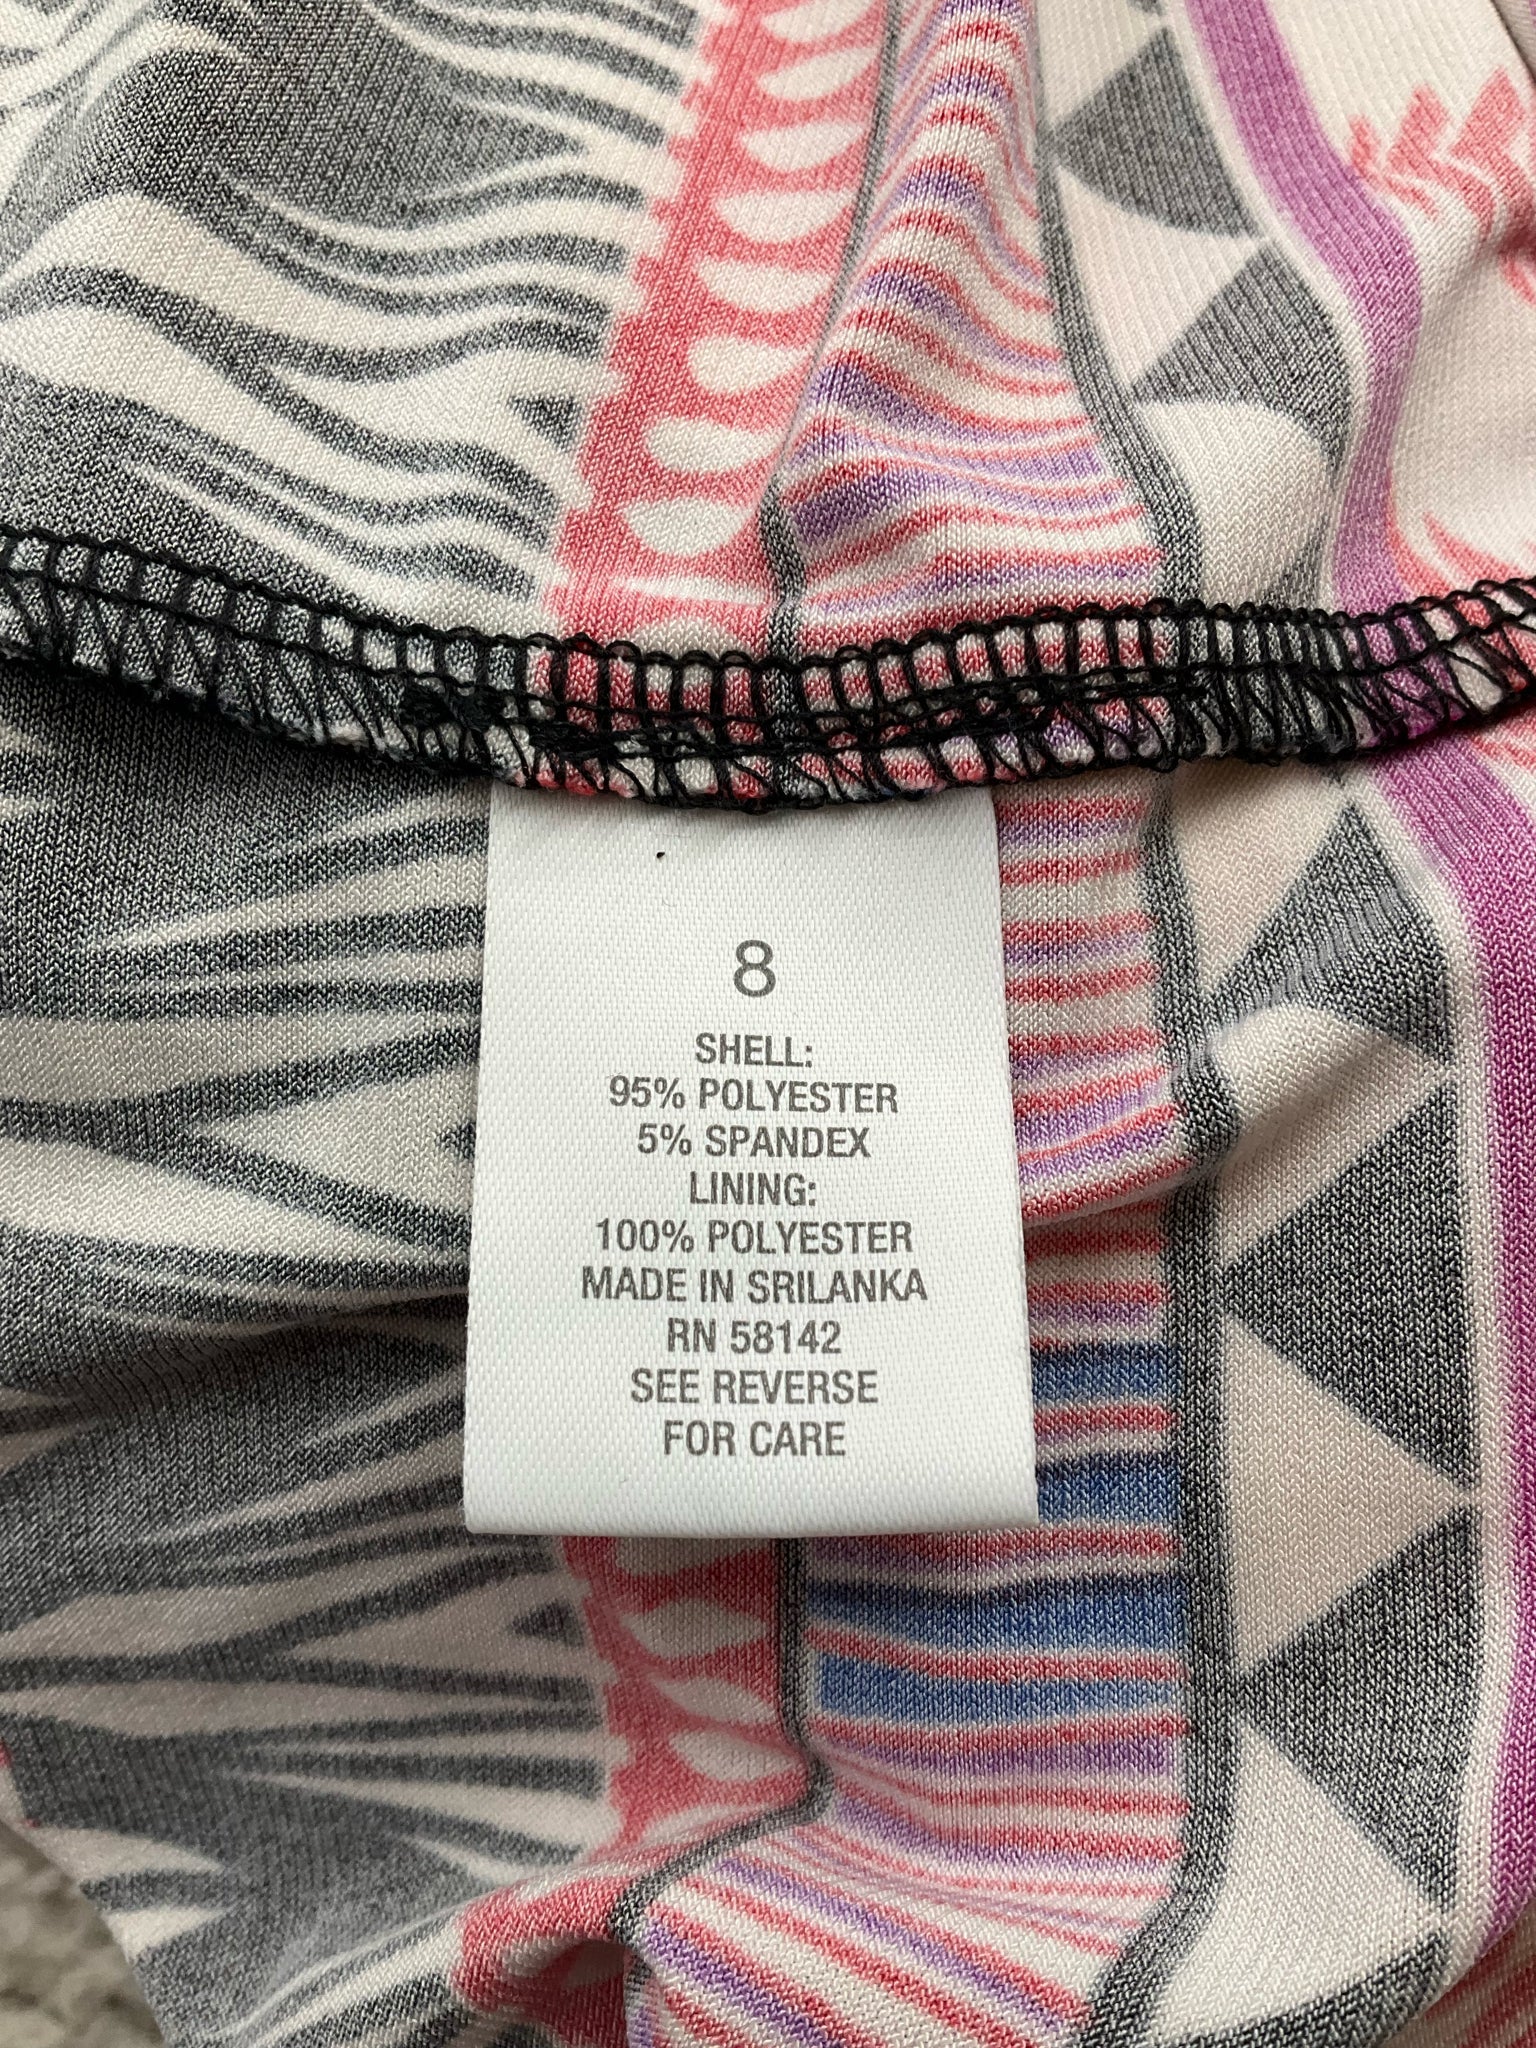 8
SHELL:
95% POLYESTER
5% SPANDEX
LINING:
100% POLYESTER
MADE IN SRILANKA
RN 58142
SEE REVERSE
FOR CARE